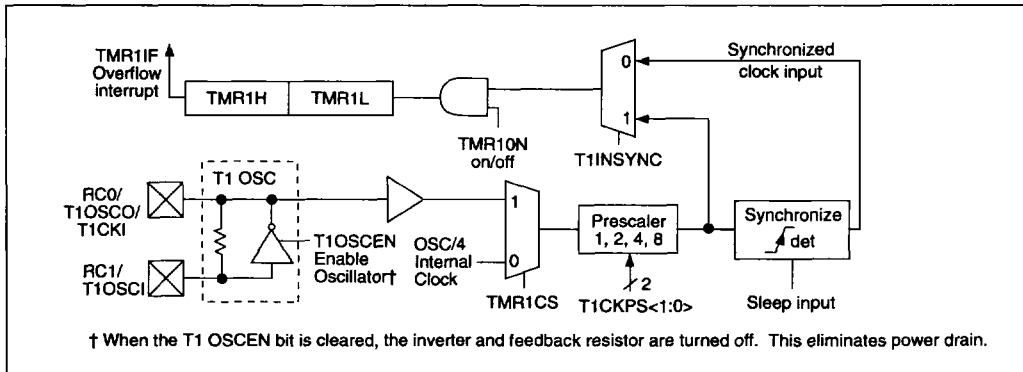 TMR1IF
Overflow
interrupt
TMR1H
TMR1L
TMR10N
on/off
0
1
T1INSYNC
Synchronized
clock input
RC0/
T1OSCO/
T1CKI
RC1/
T1OSCI
T1 OSC
T1OSCEN
Enable
Oscillator†
OSC/4
Internal
Clock
1
0
TMR1CS
Prescaler
1, 2, 4, 8
2
T1CKPS<1:0>
Synchronize
det
Sleep input
† When the T1 OSCEN bit is cleared, the inverter and feedback resistor are turned off. This eliminates power drain.